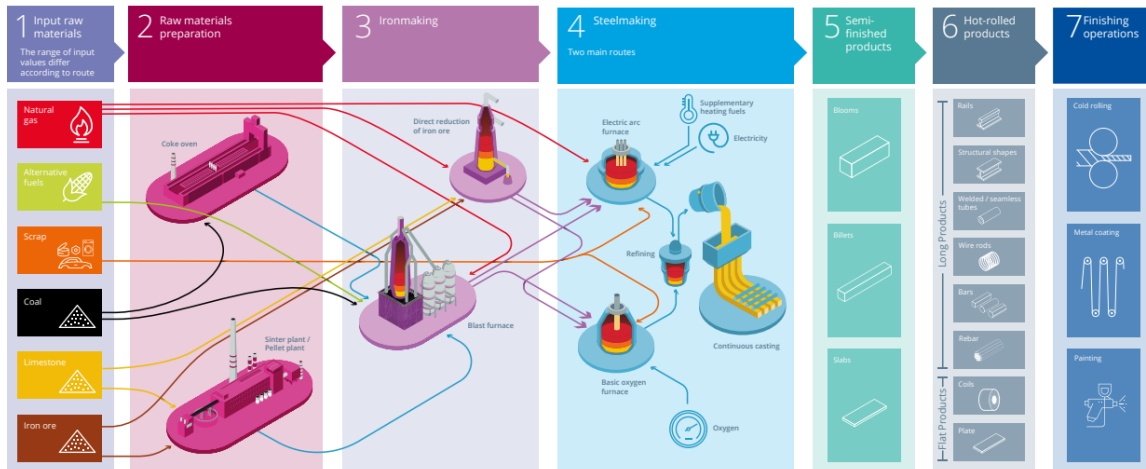 1 Input raw
materials
The range of input
values differ
according to route
2 Raw materials
preparation
3 Ironmaking
4 Steelmaking
Two main routes
5 Semi-
finished
products
6 Hot-rolled
products
7 Finishing
operations
Natural
gas
Alternative
fuels
Scrap
Coal
Limestone
Iron ore
Coke oven
Sinter plant /
Pellet plant
Direct reduction
of iron ore
Blast furnace
Electric arc
furnace
Supplementary
heating fuels
Electricity
Refining
Continuous casting
Basic oxygen
furnace
Oxygen
Blooms
Billets
Slabs
Long Products
Rails
Structural shapes
Welded / seamless
tubes
Wire rods
Bars
Rebar
Flat Products
Coils
Plate
Cold rolling
Metal coating
Painting